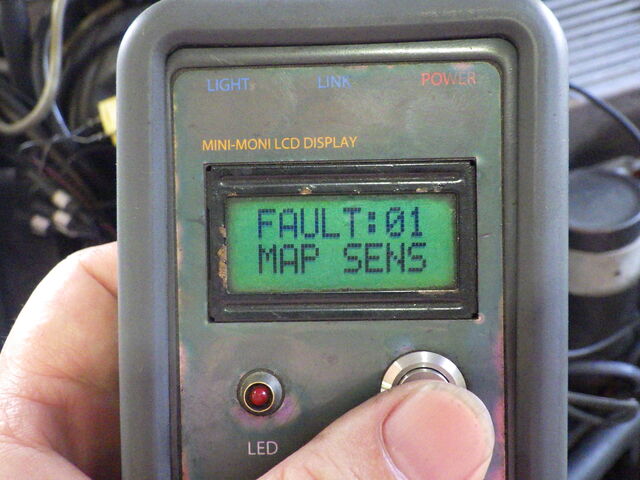 LIGHT LINK POWER
MINI-MONI LCD DISPLAY
FAULT:01
MAP SENS
LED